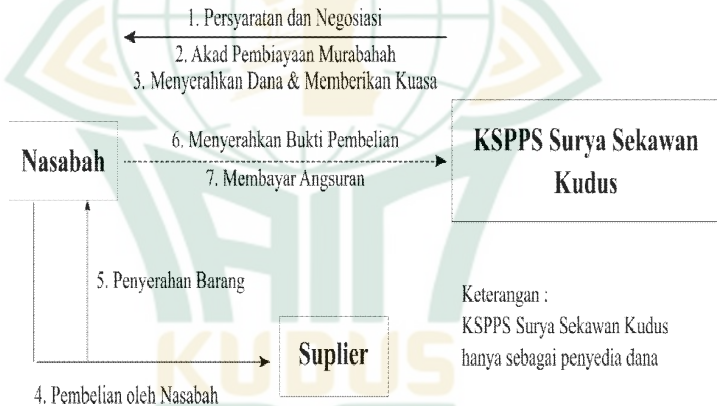 1. Persyaratan dan Negosiasi
2. Akad Pembiayaan Murabahah
3. Menyerahkan Dana & Memberikan Kuasa
Nasabah
6. Menyerahkan Bukti Pembelian
7. Membayar Angsuran
KSPPS Surya Sekawan
Kudus
5. Penyerahan Barang
Suplier
4. Pembelian oleh Nasabah
Keterangan :
KSPPS Surya Sekawan Kudus
hanya sebagai penyedia dana
IAIN
KUDUS